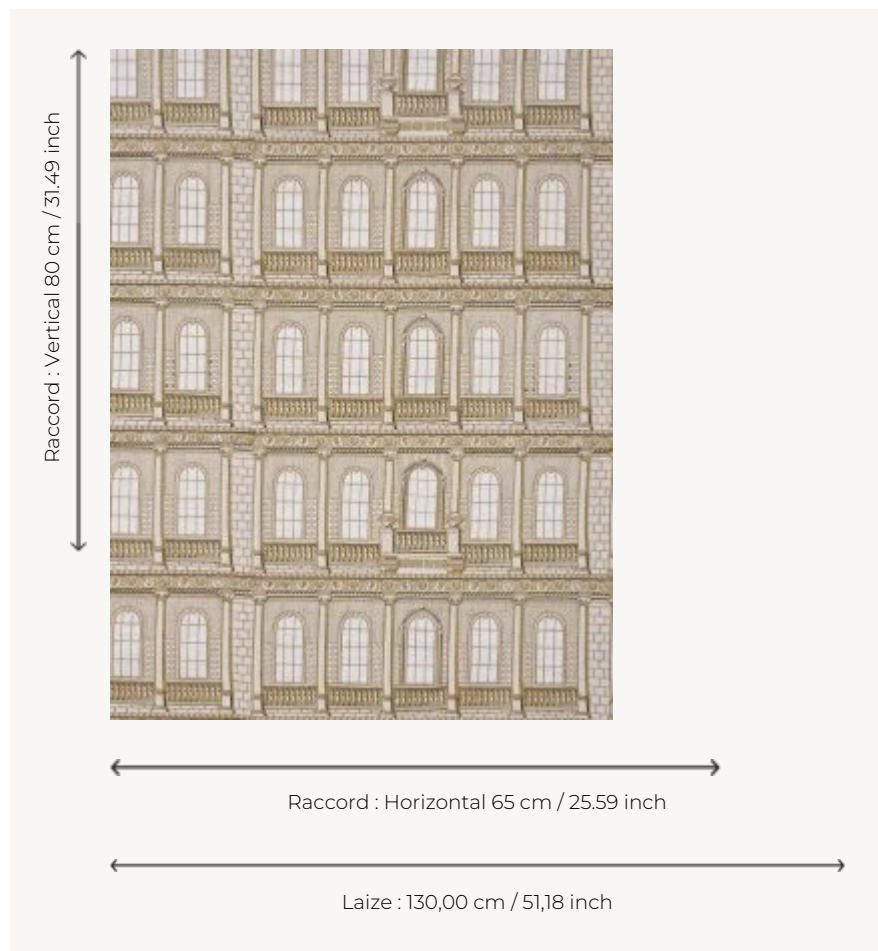 Raccord : Vertical 80 cm / 31.49 inch
Raccord : Horizontal 65 cm / 25.59 inch
Laize : 130,00 cm / 51,18 inch